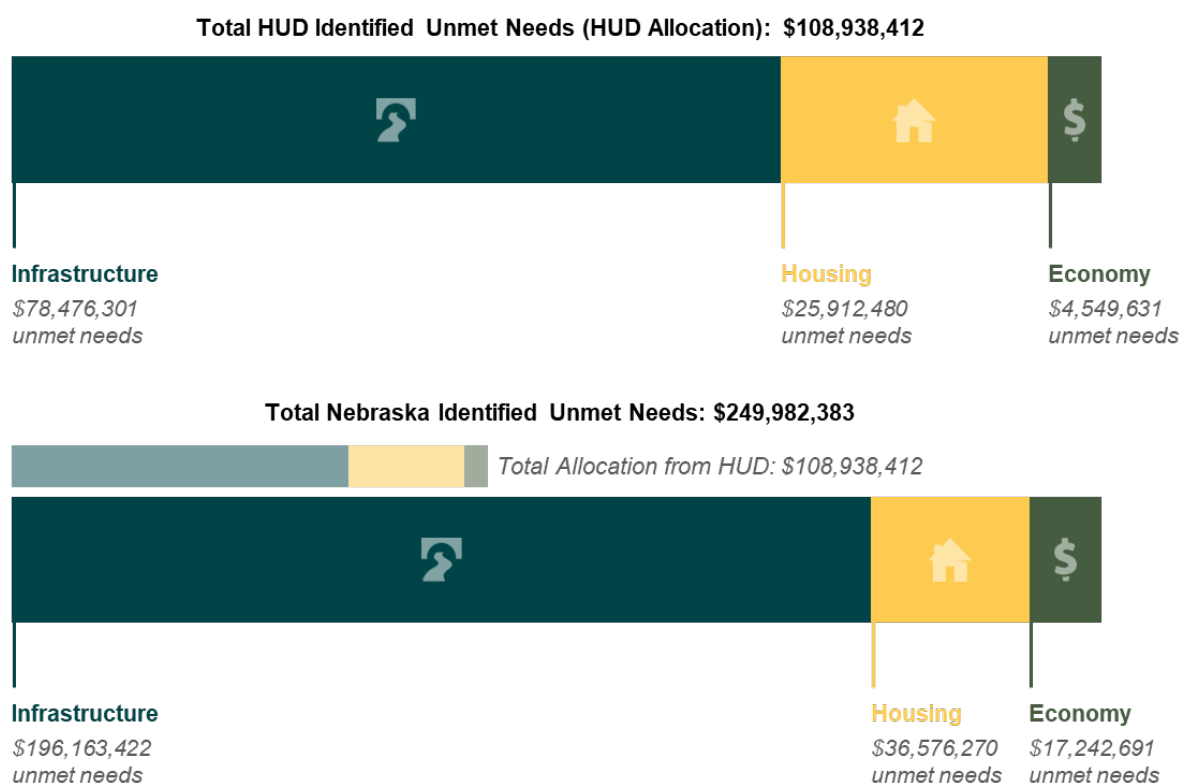 Total HUD Identified Unmet Needs (HUD Allocation): $108,938,412
$
Infrastructure
$78,476,301
unmet needs
Housing
$25,912,480
unmet needs
Economy
$4,549,631
unmet needs
Total Nebraska Identified Unmet Needs: $249,982,383
Total Allocation from HUD: $108,938,412
$
Infrastructure
$196,163,422
unmet needs
Housing
$36,576,270
unmet needs
Economy
$17,242,691
unmet needs